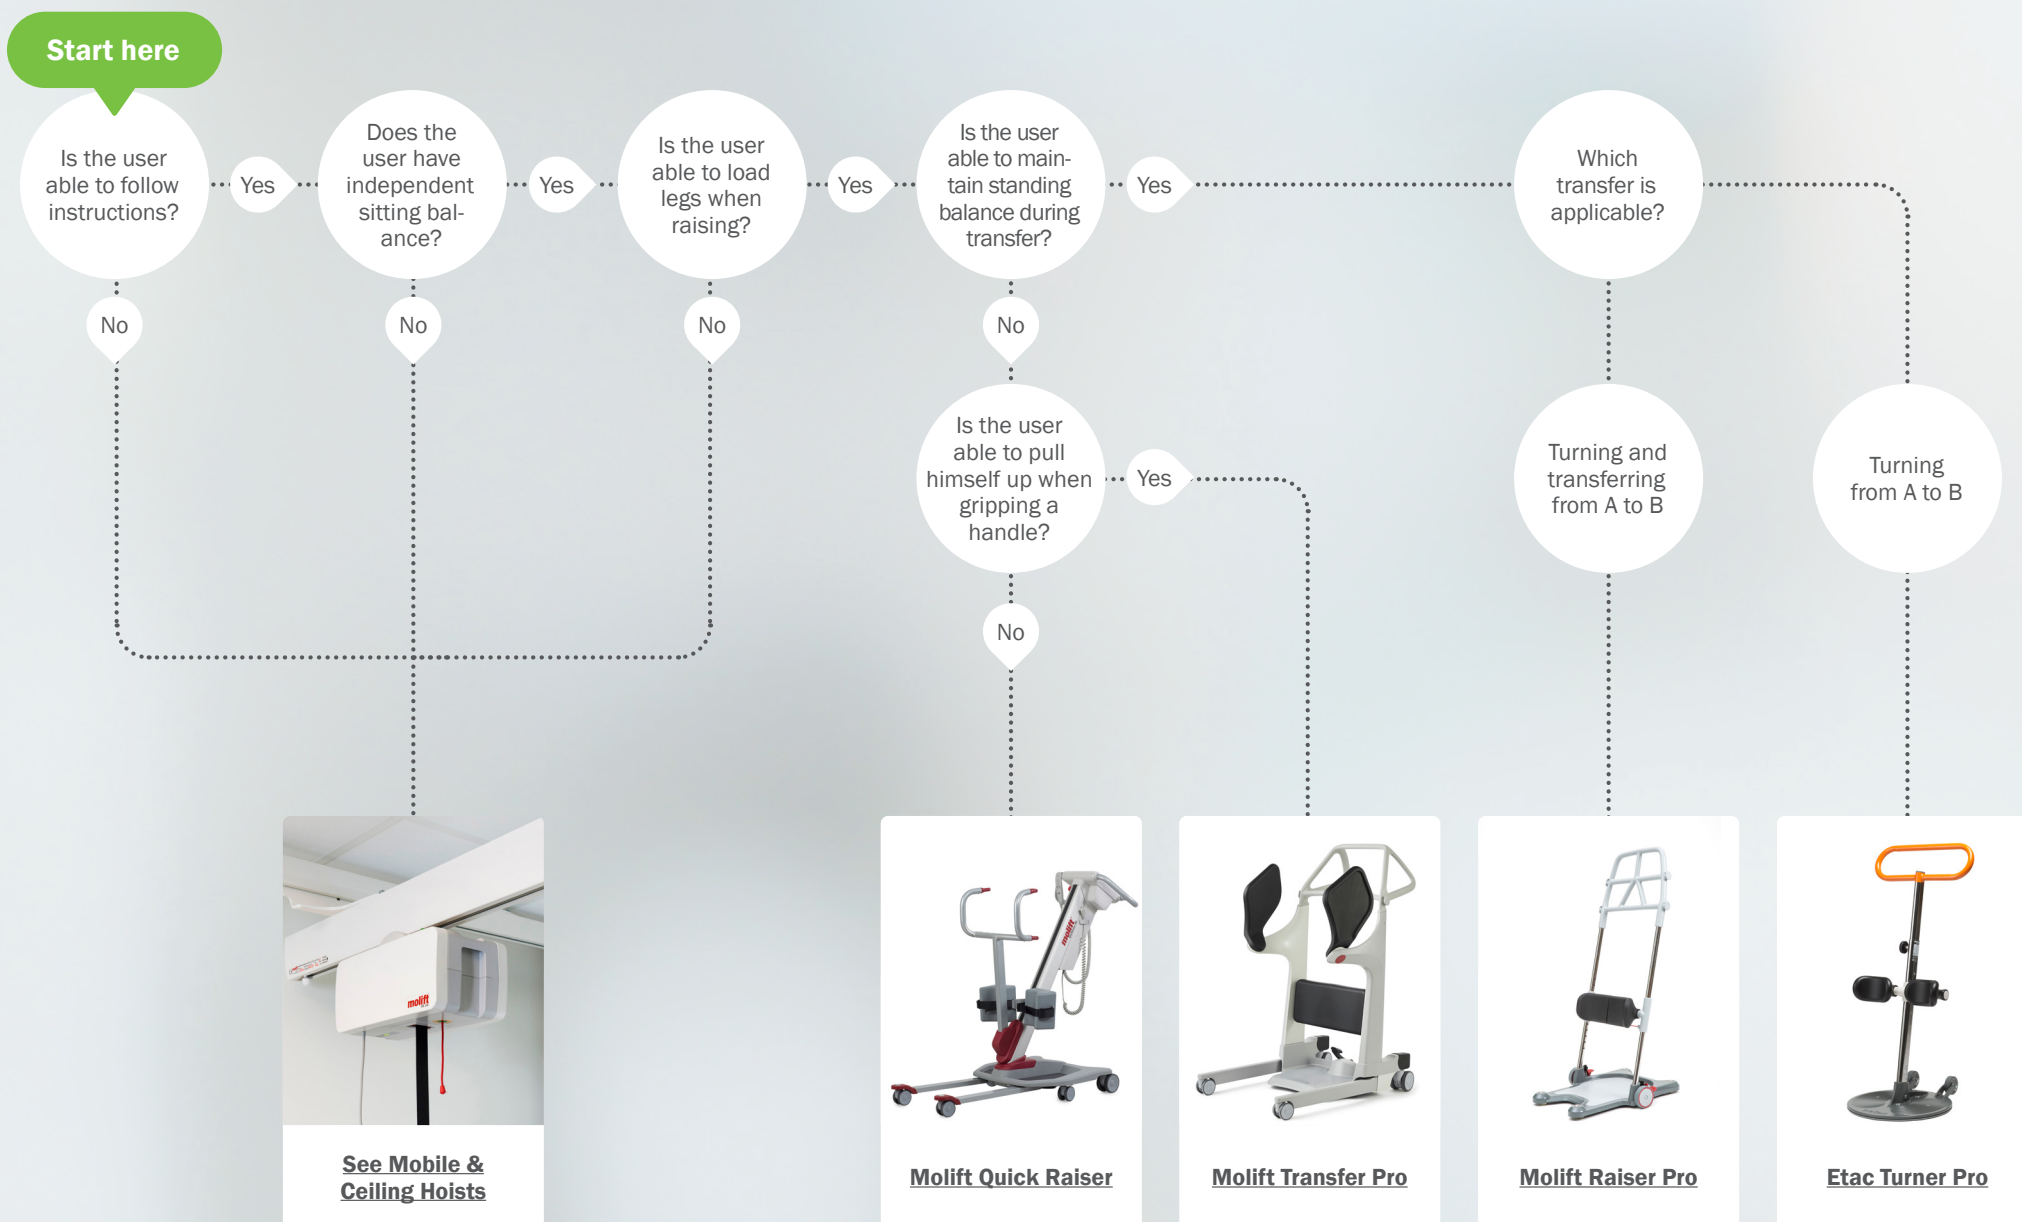 Start here
Is the user
able to follow
instructions?
Yes
Does the
user have
independent
sitting bal-
ance?
Yes
Is the user
able to load
legs when
raising?
Yes
Is the user
able to main-
tain standing
balance during
transfer?
Yes
Which
transfer is
applicable?
No
No
No
No
Is the user
able to pull
himself up when
gripping a
handle?
Yes
Turning and
transferring
from A to B
Turning
from A to B
No
molift
molift
See Mobile &
Ceiling Hoists
Molift Quick Raiser
Molift Transfer Pro
Molift Raiser Pro
Etac Turner Pro